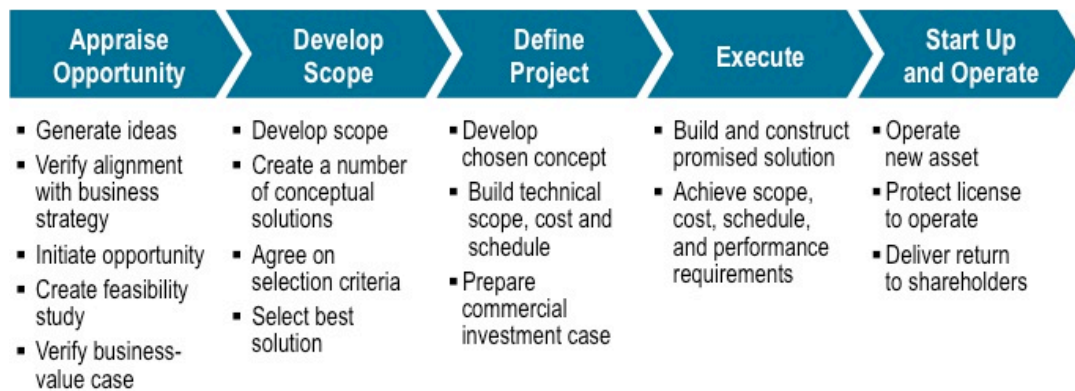 Appraise
Opportunity
Develop
Scope
Define
Project
Execute
Start Up
and Operate
▪ Generate ideas
▪ Verify alignment
with business
strategy
▪ Initiate opportunity
▪ Create feasibility
study
▪ Verify business-
value case
▪ Develop scope
▪ Create a number
of conceptual
solutions
▪ Agree on
selection criteria
▪ Select best
solution
▪ Develop
chosen concept
▪ Build technical
scope, cost and
schedule
▪ Prepare
commercial
investment case
▪ Build and construct
promised solution
▪ Achieve scope,
cost, schedule,
and performance
requirements
▪ Operate
new asset
▪ Protect license
to operate
▪ Deliver return
to shareholders